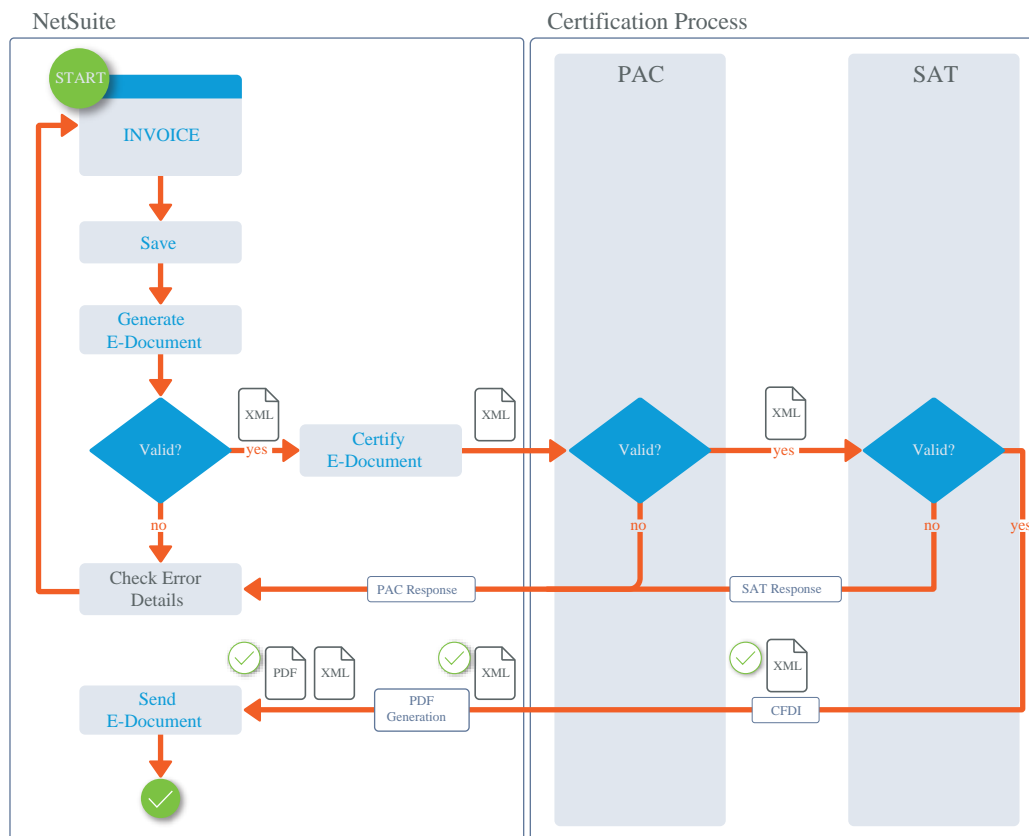 NetSuite
Certification Process
START
PAC
SAT
INVOICE
Save
Generate
E-Document
XML
XML
XML
Valid?
yes
Certify
E-Document
Valid?
yes
Valid?
no
no
no
yes
Check Error
Details
PAC Response
SAT Response
PDF
XML
XML
XML
Send
E-Document
PDF
Generation
CFDI